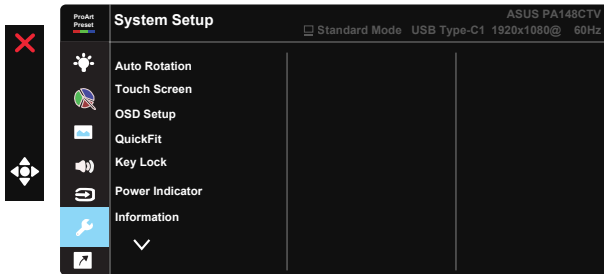 ProArt
Preset
System Setup
ASUS PA148CTV
Standard Mode USB Type-C1 1920x1080@ 60Hz
Auto Rotation
Touch Screen
OSD Setup
QuickFit
Key Lock
Power Indicator
Information